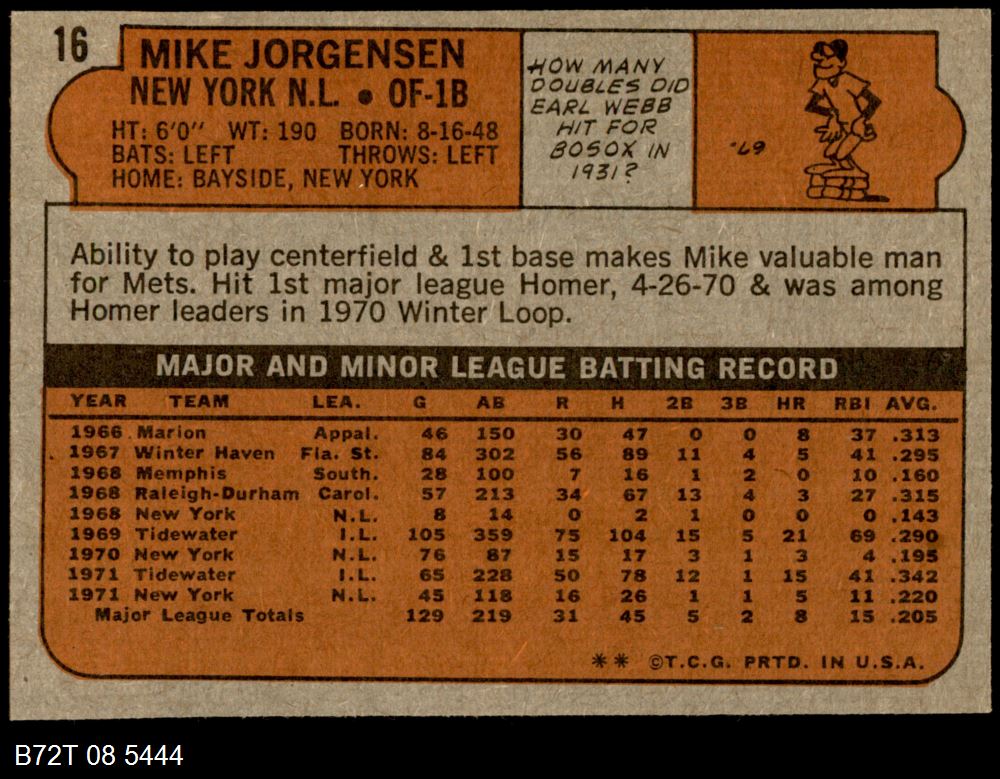 16
MIKE JORGENSEN
NEW YORK N.L. • OF-1B
HT: 6'0" WT: 190 BORN: 8-16-48
BATS: LEFT THROWS: LEFT
HOME: BAYSIDE, NEW YORK
HOW MANY
DOUBLES DID
EARL WEBB
HIT FOR
BOSOX IN
1931?
·67
Ability to play centerfield & 1st base makes Mike valuable man
for Mets. Hit 1st major league Homer, 4-26-70 & was among
Homer leaders in 1970 Winter Loop.
MAJOR AND MINOR LEAGUE BATTING RECORD
YEAR TEAM LEA. G AB R H 2B 3B HR RBI AVG.
1966 Marion Appal. 46 150 30 47 0 0 8 37 .313
1967 Winter Haven Fla. St. 84 302 56 89 11 4 5 41 .295
1968 Memphis South. 28 100 7 16 1 2 0 10 .160
1968 Raleigh-Durham Carol. 57 213 34 67 13 4 3 27 .315
1968 New York N.L. 8 14 0 2 1 0 0 0 .143
1969 Tidewater I.L. 105 359 75 104 15 5 21 69 .290
1970 New York N.L. 76 87 15 17 3 1 3 4 .195
1971 Tidewater I.L. 65 228 50 78 12 1 15 41 .342
1971 New York N.L. 45 118 16 26 1 1 5 11 .220
Major League Totals 129 219 31 45 5 2 8 15 .205
** ©T.C.G. PRTD. IN U.S.A.
B72T 08 5444